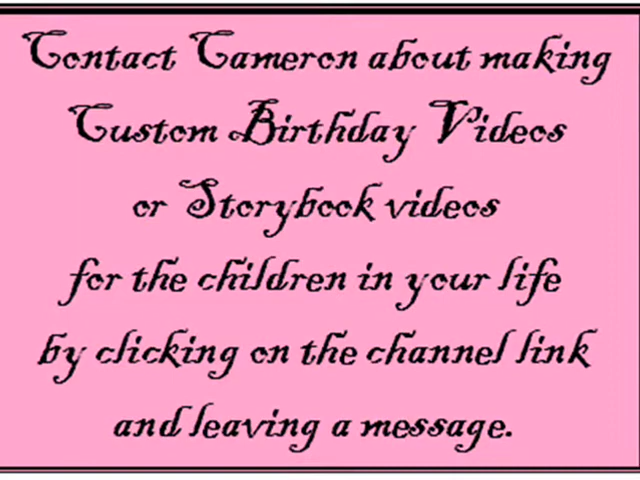 Contact Cameron about making
Custom Birthday Videos
or Storybook videos
for the children in your life
by clicking on the channel link
and leaving a message.